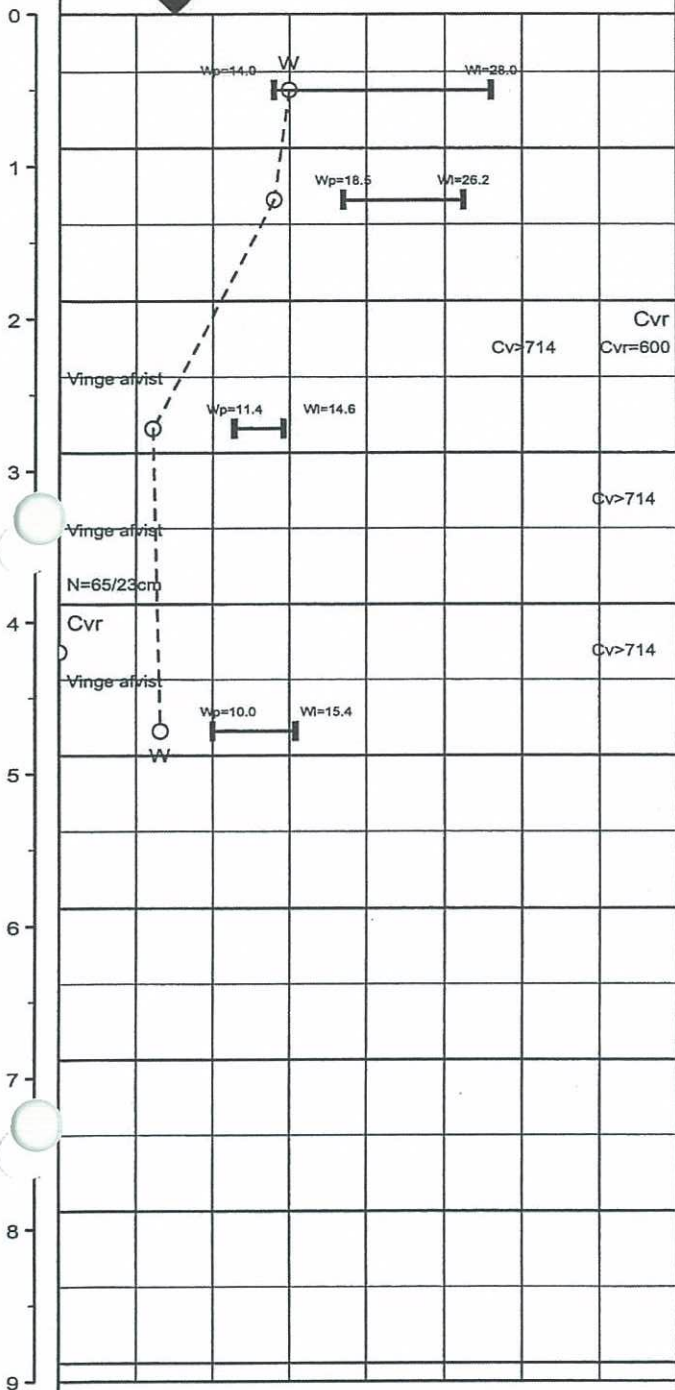 0
W
Wp=14.0 Wl=28.0
1
Wp=18.5 Wl=26.2
2
Cvr
Cv>714 Cvr=600
Vinge afvist
Wp=11.4 Wl=14.6
3
Cv>714
Vinge afvist
N=65/23cm
4
Cvr
Cv>714
Vinge afvist
Wp=10.0 Wl=15.4
W
5
6
7
8
9